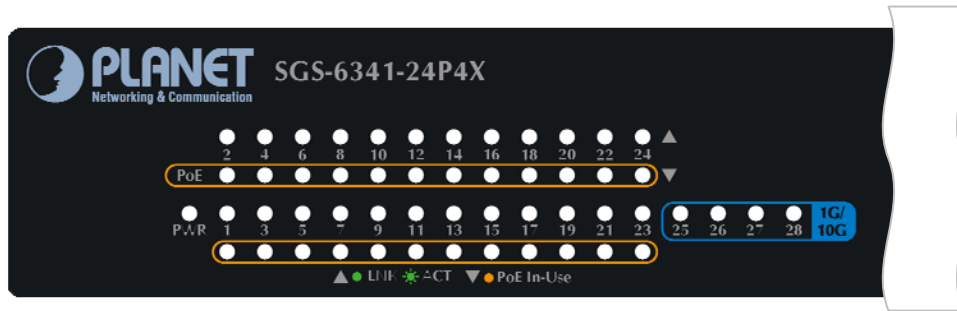 PLANET
Networking & Communication
SGS-6341-24P4X
2 4 6 8 10 12 14 16 18 20 22 24
PoE
PWR 1 3 5 7 9 11 13 15 17 19 21 23 25 26 27 28 1G/
10G
LNK ACT PoE In-Use